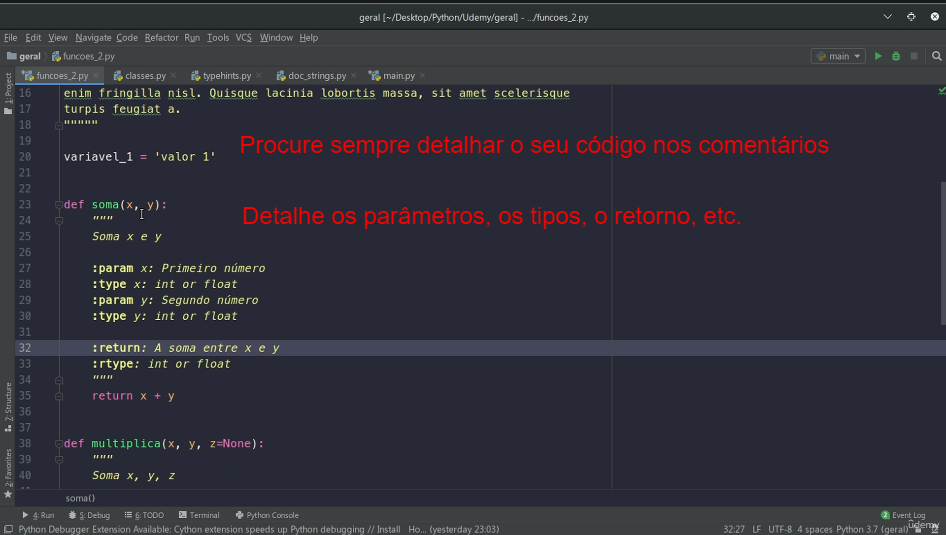 geral [~/Desktop/Python/Udemy/geral] - .../funcoes_2.py
File Edit View Navigate Code Refactor Run Tools VCS Window Help
geral funcoes_2.py main
funcoes_2.py classes.py typehints.py doc_strings.py main.py
1: Project
7: Structure
2: Favorites
16 enim fringilla nisl. Quisque lacinia lobortis massa, sit amet scelerisque
17 turpis feugiat a.
18 """""
19
Procure sempre detalhar o seu código nos comentários
20 variavel_1 = 'valor 1'
21
22
23 def soma(x, y):
Detalhe os parâmetros, os tipos, o retorno, etc.
24 """
25 Soma x e y
26
27 :param x: Primeiro número
28 :type x: int or float
29 :param y: Segundo número
30 :type y: int or float
31
32 :return: A soma entre x e y
33 :rtype: int or float
34 """
35 return x + y
36
37
38 def multiplica(x, y, z=None):
39 """
40 Soma x, y, z
soma()
4: Run 5: Debug 6: TODO Terminal Python Console 2 Event Log
Python Debugger Extension Available: Cython extension speeds up Python debugging // Install Ho... (yesterday 23:03) 32:27 LF UTF-8 4 spaces Python 3.7 (geral)
udemy